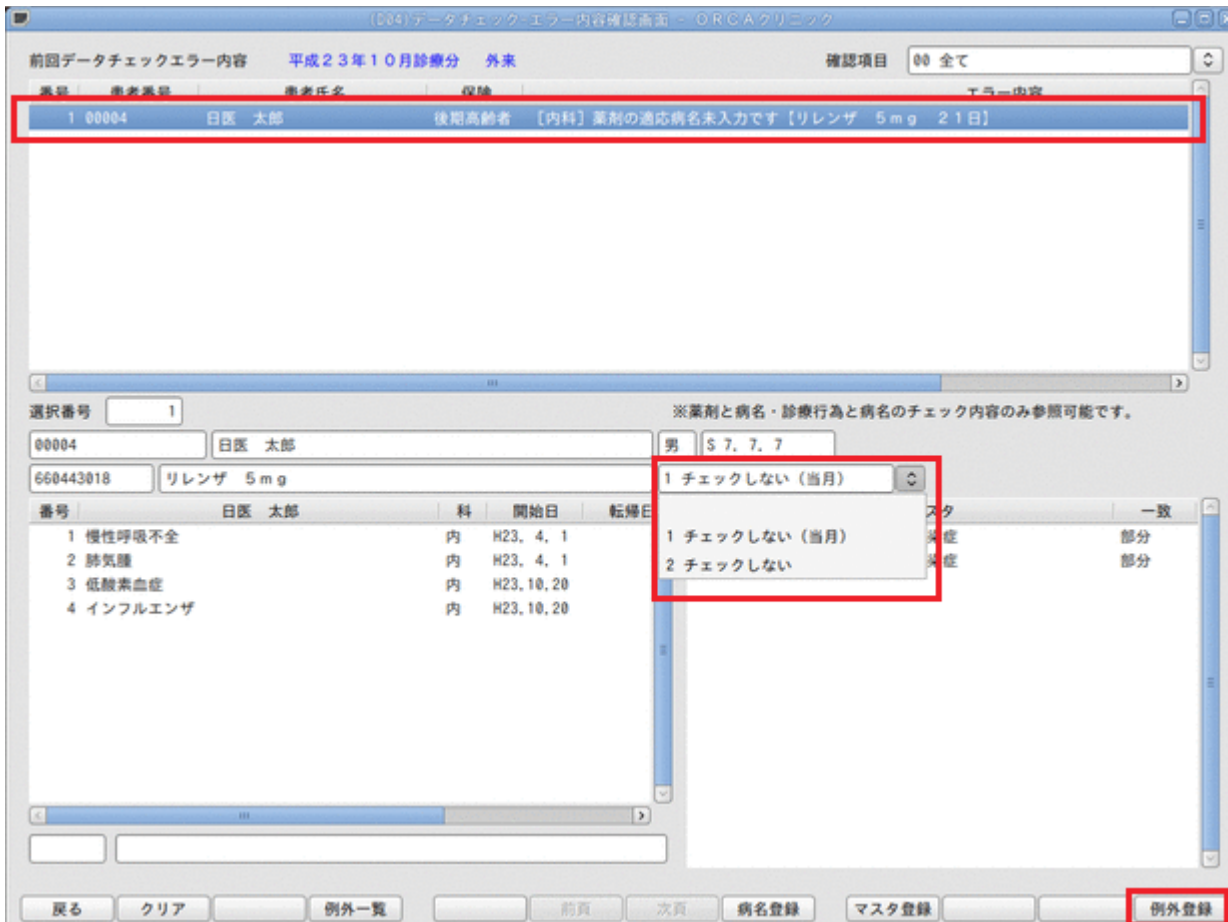 (D04)データチェック-エラー内容確認画面 - ORCAクリニック
前回データチェックエラー内容 平成23年10月診療分 外来 確認項目 00 全て
番号 患者番号 患者氏名 保険 エラー内容
1 00004 日医 太郎 後期高齢者 [内科] 薬剤の適応病名未入力です【リレンザ 5mg 21日】
選択番号 1 ※薬剤と病名・診療行為と病名のチェック内容のみ参照可能です。
00004 日医 太郎 男 S 7. 7. 7
660443018 リレンザ 5mg 1 チェックしない(当月)
1 チェックしない(当月)
2 チェックしない
番号 日医 太郎 科 開始日 転帰日
1 慢性呼吸不全 内 H23. 4. 1
2 肺気腫 内 H23. 4. 1
3 低酸素血症 内 H23.10.20
4 インフルエンザ 内 H23.10.20
スタ 一致
染症 部分
染症 部分
戻る クリア 例外一覧 前頁 次頁 病名登録 マスタ登録 例外登録